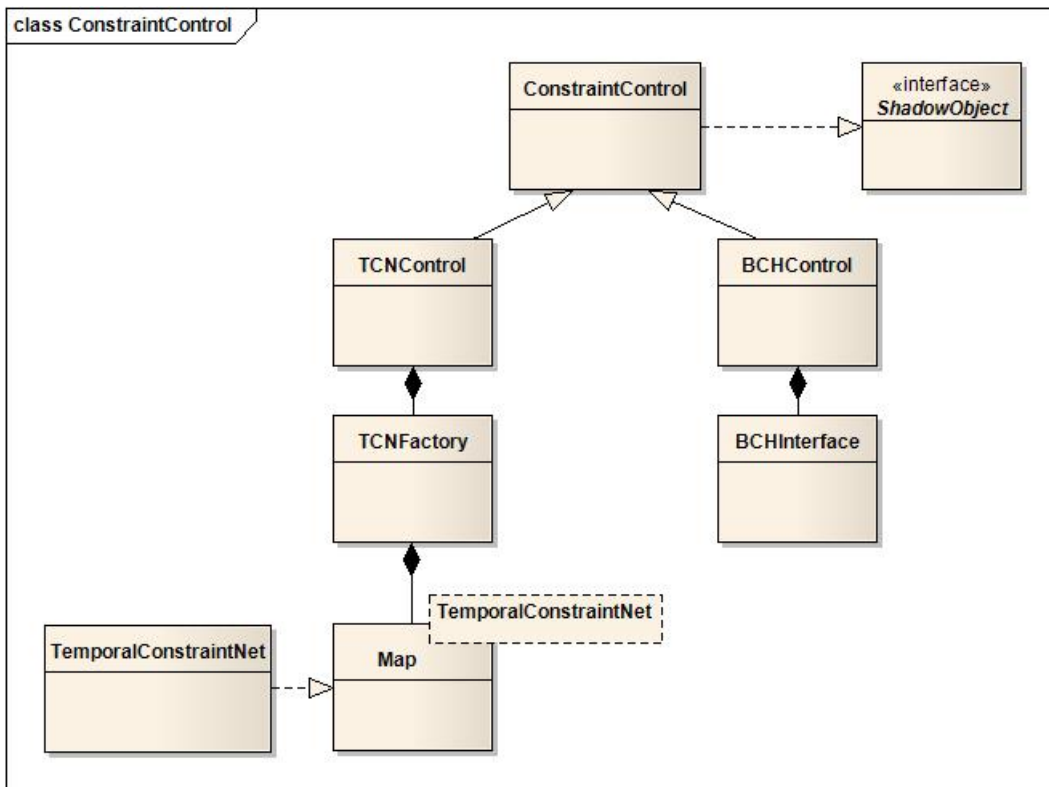 class ConstraintControl
ConstraintControl
«interface»
ShadowObject
TCNControl
BCHControl
TCNFactory
BCHInterface
TemporalConstraintNet
TemporalConstraintNet
Map